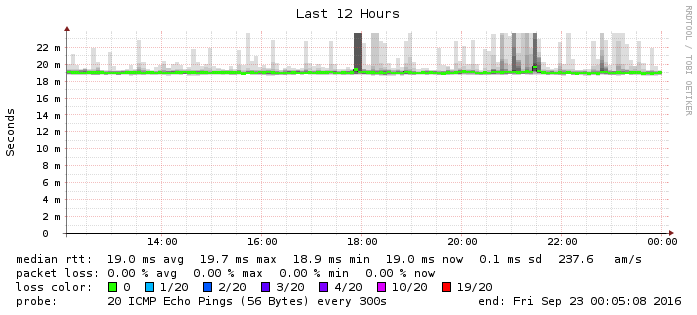 Last 12 Hours
RRDTOOL / TOBI OETIKER
Seconds
22 m
20 m
18 m
16 m
14 m
12 m
10 m
8 m
6 m
4 m
2 m
0
14:00 16:00 18:00 20:00 22:00 00:00
median rtt: 19.0 ms avg 19.7 ms max 18.9 ms min 19.0 ms now 0.1 ms sd 237.6 am/s
packet loss: 0.00 % avg 0.00 % max 0.00 % min 0.00 % now
loss color: 0 1/20 2/20 3/20 4/20 10/20 19/20
probe: 20 ICMP Echo Pings (56 Bytes) every 300s end: Fri Sep 23 00:05:08 2016